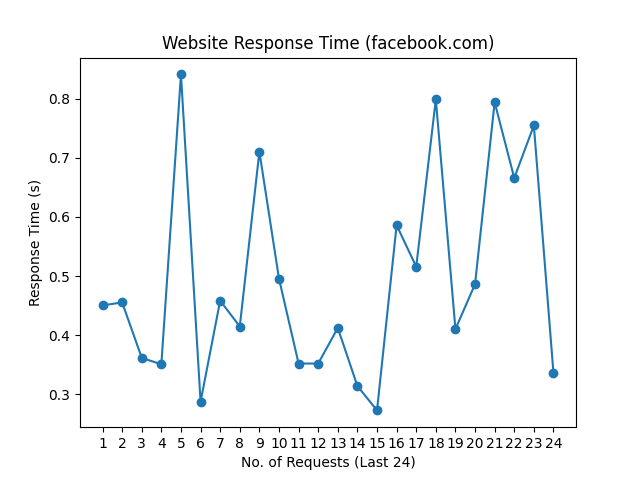 Website Response Time (facebook.com)
0.8
0.7
0.6
0.5
0.4
0.3
Response Time (s)
1 2 3 4 5 6 7 8 9 10 11 12 13 14 15 16 17 18 19 20 21 22 23 24
No. of Requests (Last 24)